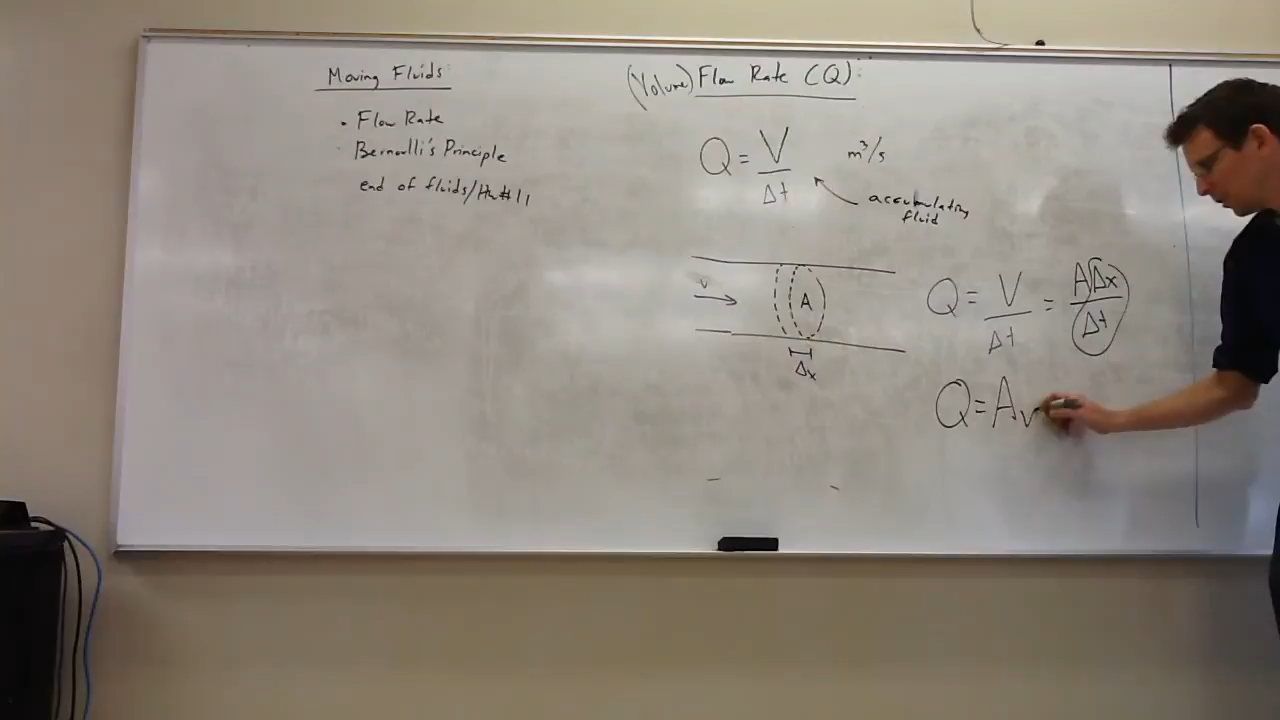 Moving Fluids:
• Flow Rate
Bernoulli's Principle
end of fluids/Hw#11
(Volume) Flow Rate (Q):
Q = V/Δt m³/s
accumulating
fluid
v
A
Δx
Q = V/Δt = AΔx/Δt
Q = Av